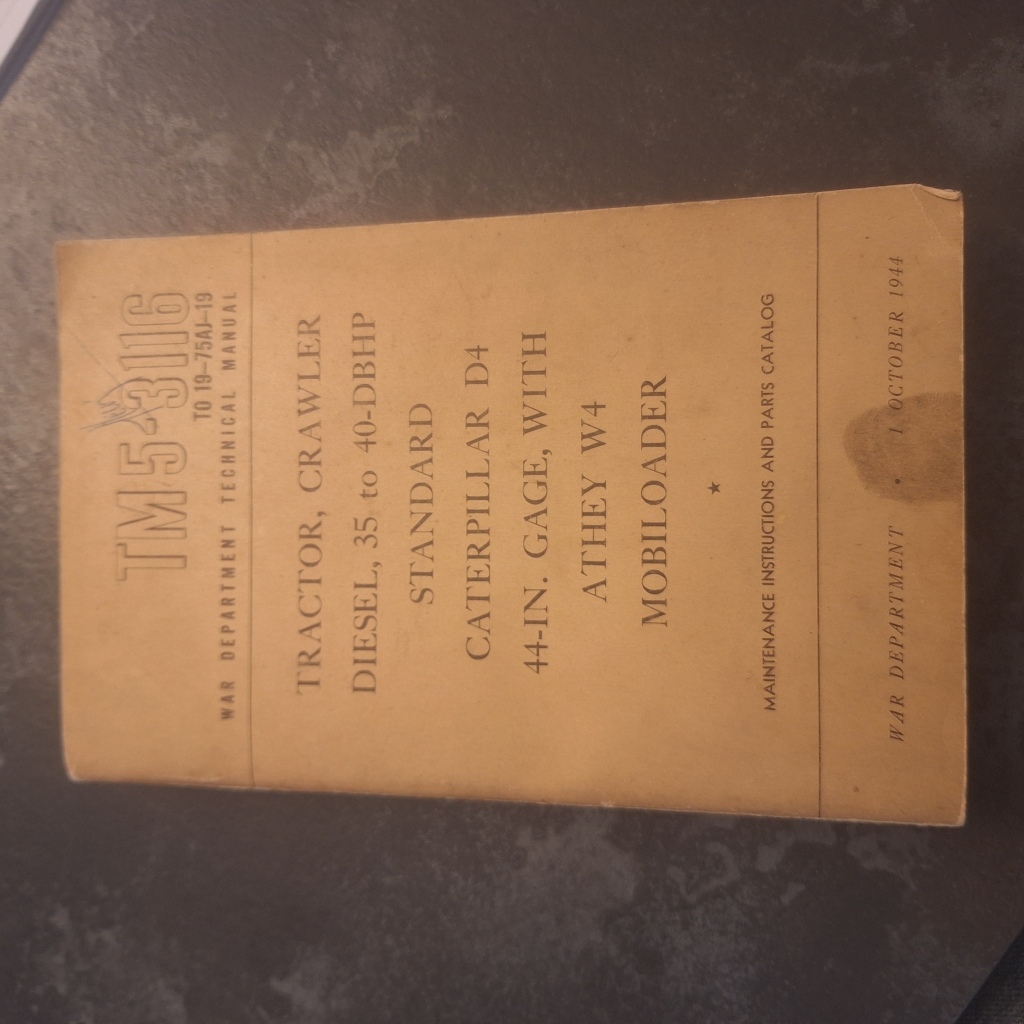 TM 5-3116
TO 19-75AJ-19
WAR DEPARTMENT TECHNICAL MANUAL
TRACTOR, CRAWLER
DIESEL, 35 to 40-DBHP
STANDARD
CATERPILLAR D4
44-IN. GAGE, WITH
ATHEY W4
MOBILOADER
★
MAINTENANCE INSTRUCTIONS AND PARTS CATALOG
WAR DEPARTMENT • 1 OCTOBER 1944